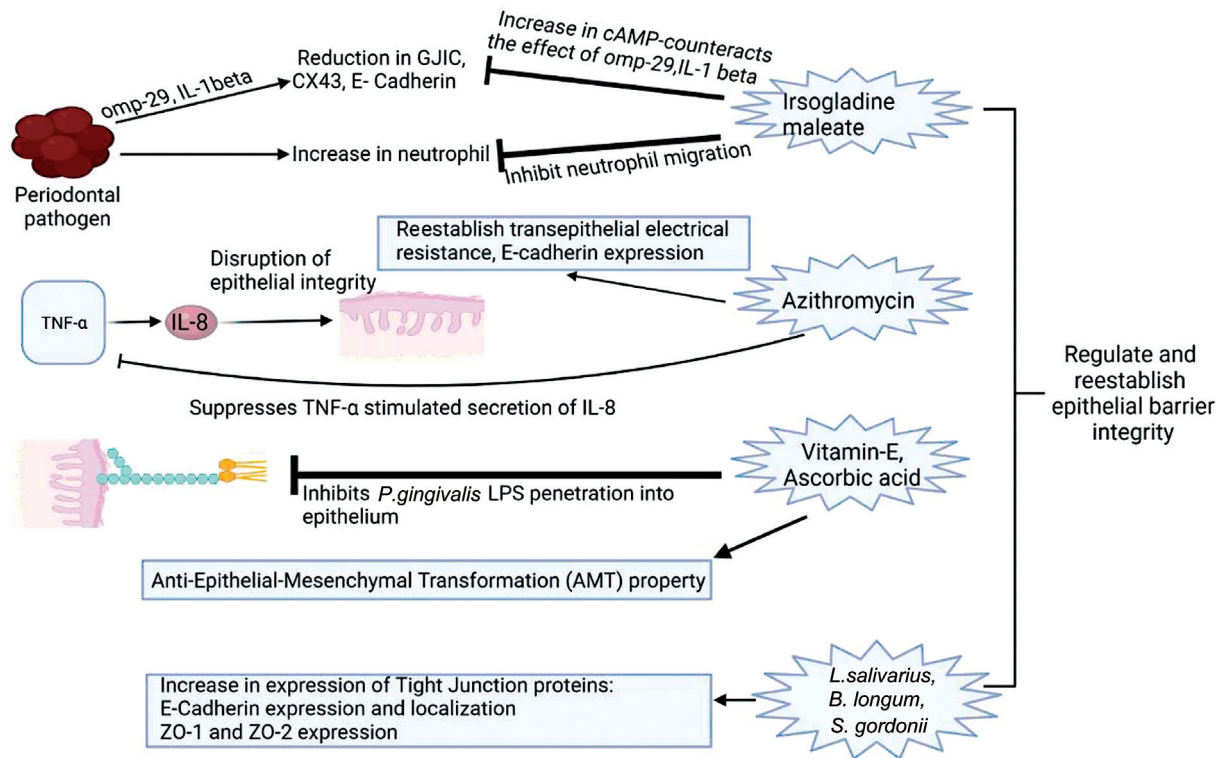 Increase in cAMP-counteracts
the effect of omp-29,IL-1 beta
Reduction in GJIC,
CX43, E- Cadherin
omp-29, IL-1beta
Irsogladine
maleate
Increase in neutrophil
Inhibit neutrophil migration
Periodontal
pathogen
Reestablish transepithelial electrical
resistance, E-cadherin expression
Disruption of
epithelial integrity
TNF-α
IL-8
Azithromycin
Suppresses TNF-α stimulated secretion of IL-8
Regulate and
reestablish
epithelial barrier
integrity
Vitamin-E,
Ascorbic acid
Inhibits P.gingivalis LPS penetration into
epithelium
Anti-Epithelial-Mesenchymal Transformation (AMT) property
Increase in expression of Tight Junction proteins:
E-Cadherin expression and localization
ZO-1 and ZO-2 expression
L.salivarius,
B. longum,
S. gordonii